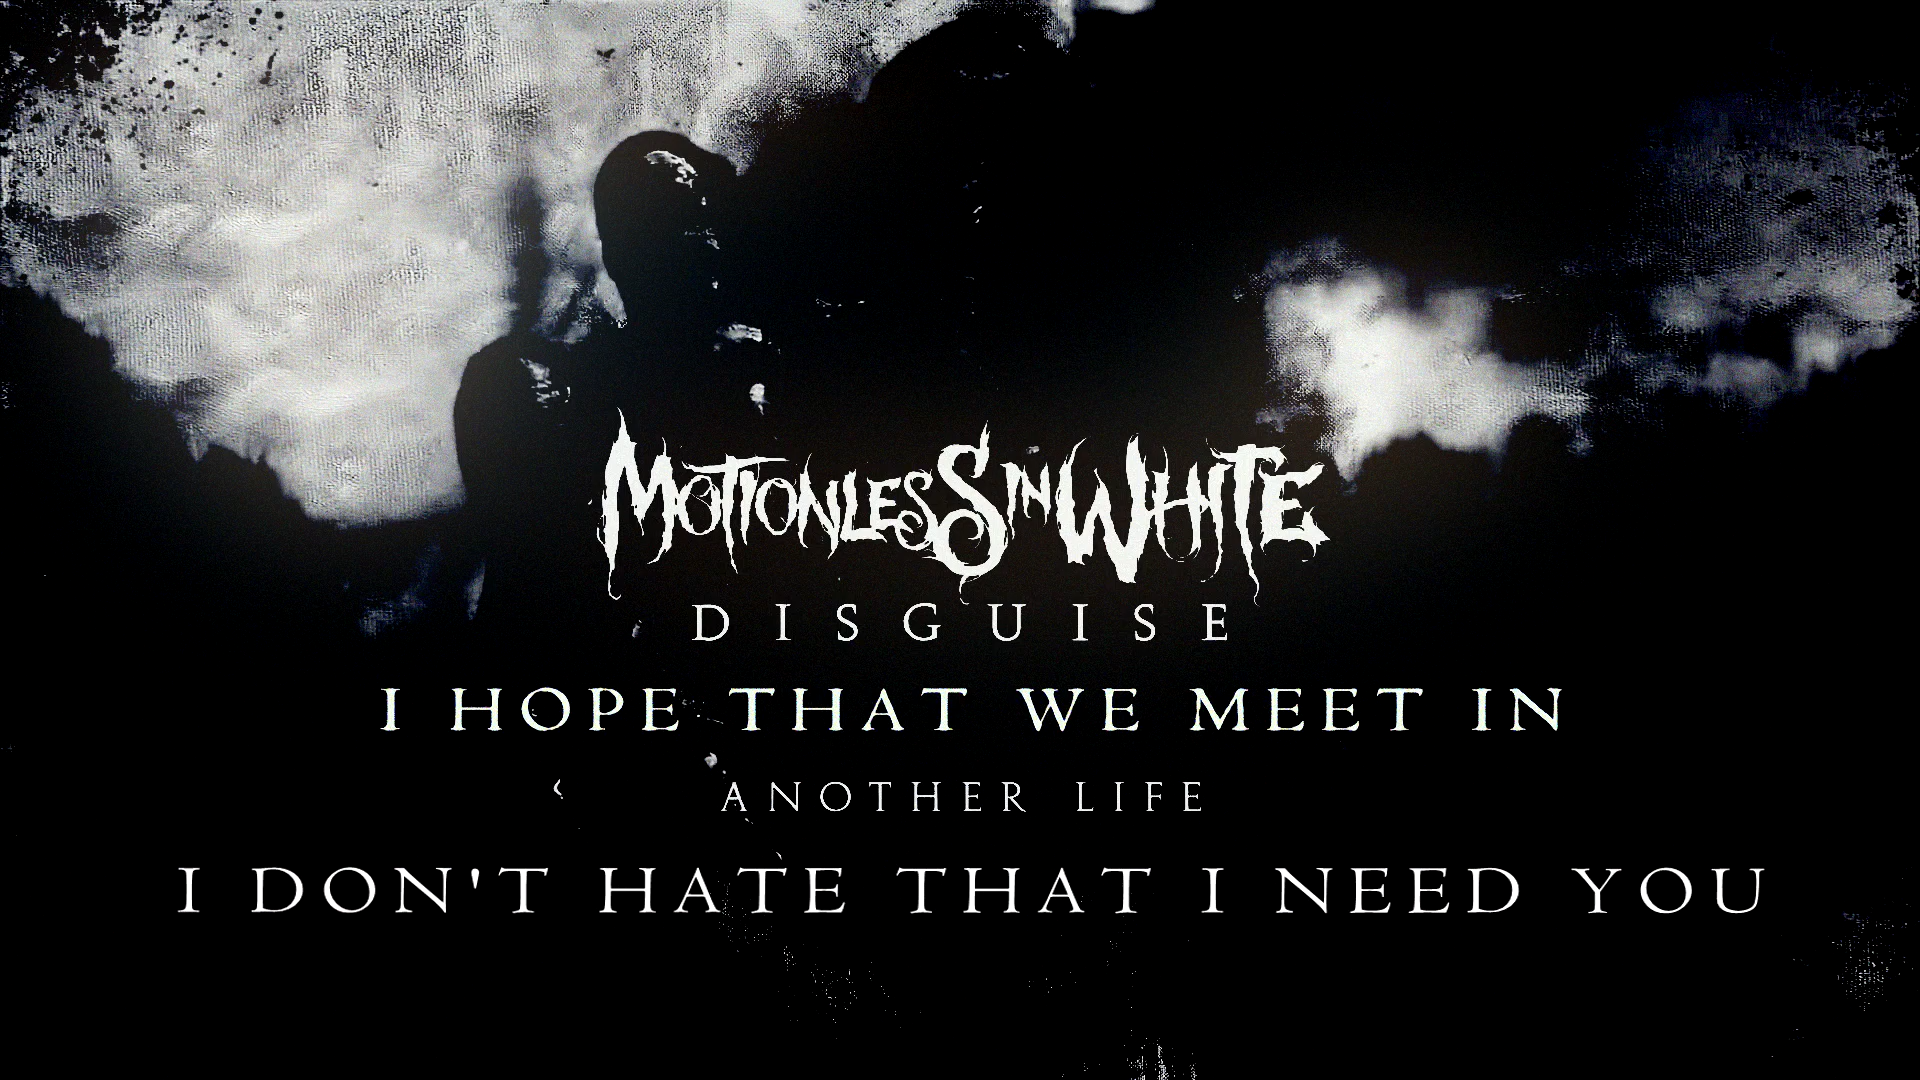 MOTIONLESS IN WHITE
DISGUISE
I HOPE THAT WE MEET IN
ANOTHER LIFE
I DON'T HATE THAT I NEED YOU